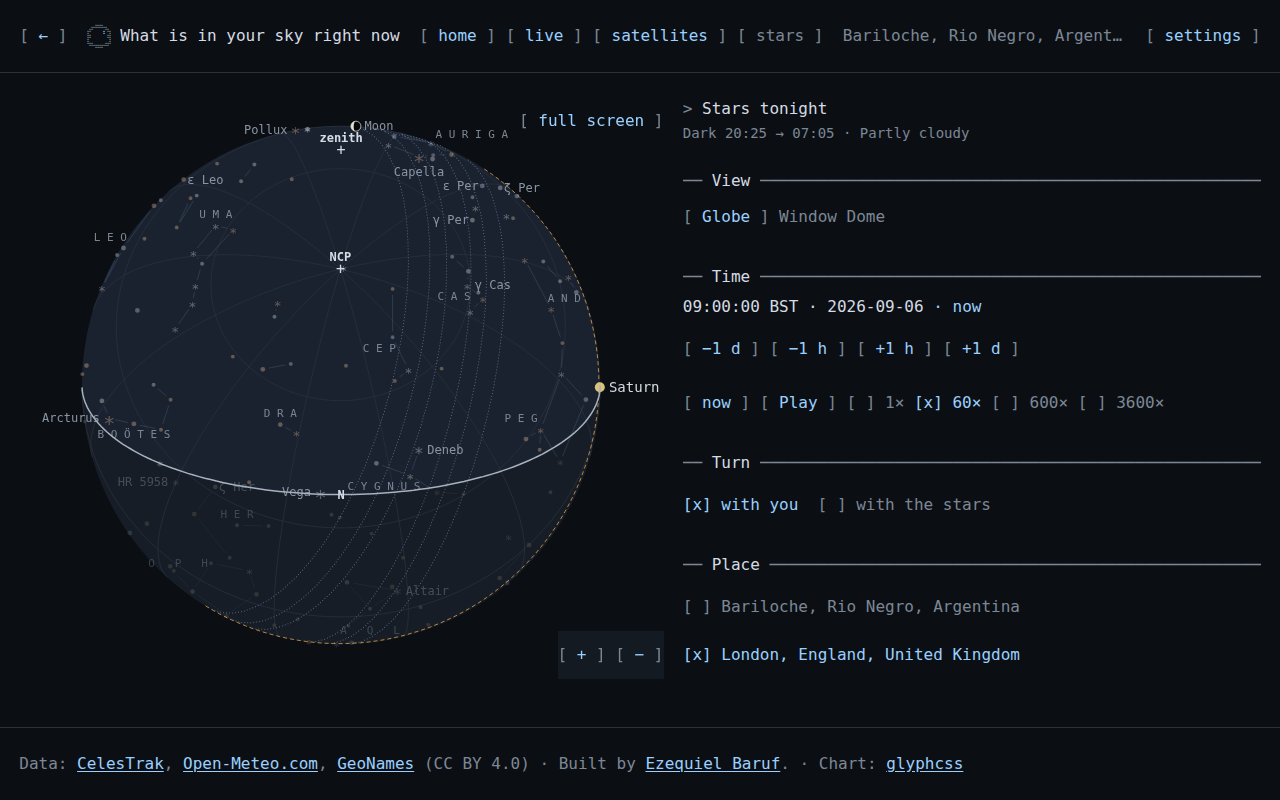 [ ← ] What is in your sky right now [ home ] [ live ] [ satellites ] [ stars ] Bariloche, Rio Negro, Argent… [ settings ]
[ full screen ]
Pollux
Moon
zenith
AURIGA
Capella
ε Leo
ε Per
ζ Per
UMA
γ Per
LEO
NCP
γ Cas
CAS
AND
CEP
Saturn
DRA
PEG
Arcturus
BOÖTES
Deneb
HR 5958
ζ Her
Vega
N
CYGNUS
HER
OPH
Altair
AQL
[ + ] [ − ]
> Stars tonight
Dark 20:25 → 07:05 · Partly cloudy
View
[ Globe ] Window Dome
Time
09:00:00 BST · 2026-09-06 · now
[ −1 d ] [ −1 h ] [ +1 h ] [ +1 d ]
[ now ] [ Play ] [ ] 1× [x] 60× [ ] 600× [ ] 3600×
Turn
[x] with you [ ] with the stars
Place
[ ] Bariloche, Rio Negro, Argentina
[x] London, England, United Kingdom
Data: CelesTrak, Open-Meteo.com, GeoNames (CC BY 4.0) · Built by Ezequiel Baruf. · Chart: glyphcss